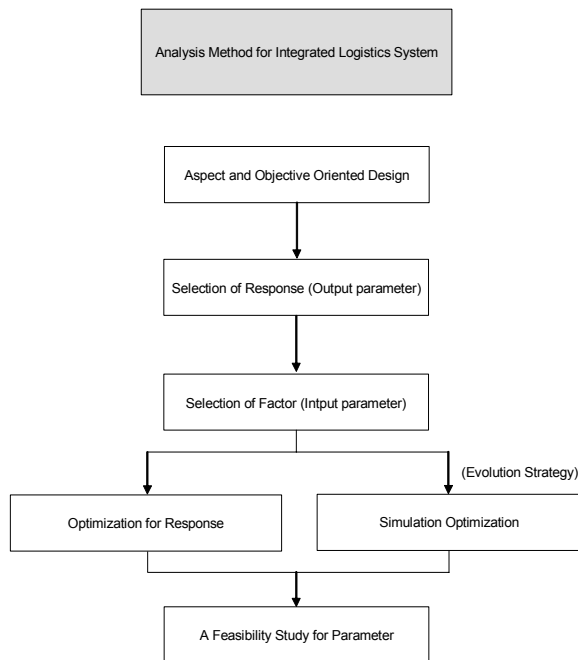 Analysis Method for Integrated Logistics System
Aspect and Objective Oriented Design
Selection of Response (Output parameter)
Selection of Factor (Intput parameter)
(Evolution Strategy)
Optimization for Response
Simulation Optimization
A Feasibility Study for Parameter